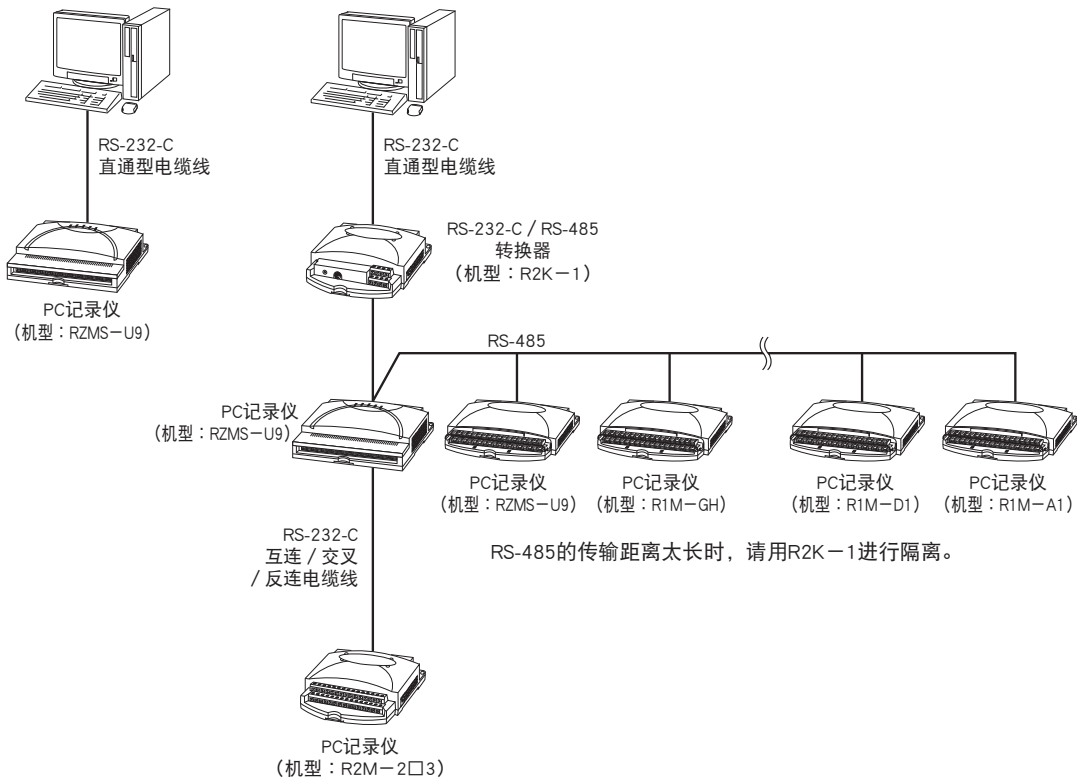 RS-232-C
直通型电缆线
PC记录仪
（机型：RZMS－U9）
RS-232-C
直通型电缆线
RS-232-C / RS-485
转换器
（机型：R2K－1）
RS-485
PC记录仪
（机型：RZMS－U9）
PC记录仪
（机型：RZMS－U9）
PC记录仪
（机型：R1M－GH）
PC记录仪
（机型：R1M－D1）
PC记录仪
（机型：R1M－A1）
RS-485的传输距离太长时，请用R2K－1进行隔离。
RS-232-C
互连 / 交叉
/ 反连电缆线
PC记录仪
（机型：R2M－2□3）